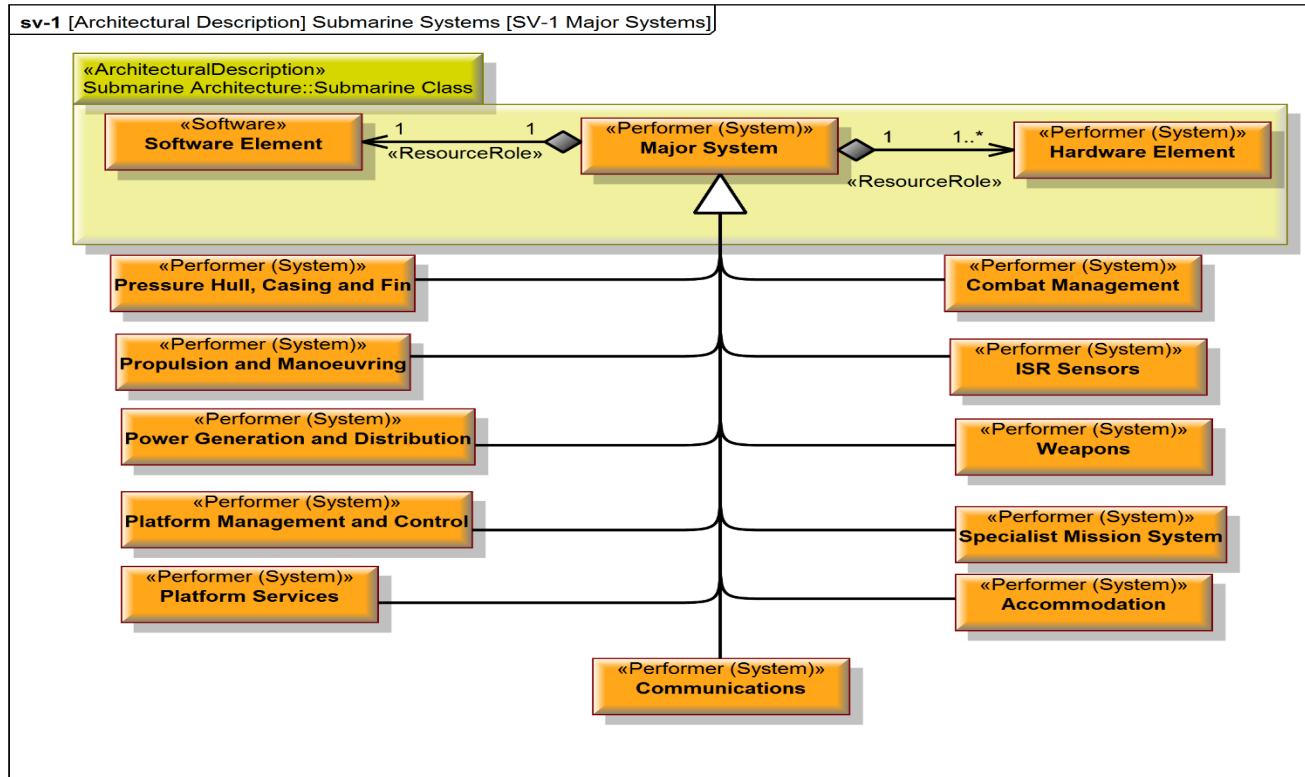 sv-1 [Architectural Description] Submarine Systems [SV-1 Major Systems]
«ArchitecturalDescription»
Submarine Architecture::Submarine Class
«Software»
Software Element
1
1
«ResourceRole»
«Performer (System)»
Major System
1
1..*
«ResourceRole»
«Performer (System)»
Hardware Element
«Performer (System)»
Pressure Hull, Casing and Fin
«Performer (System)»
Combat Management
«Performer (System)»
Propulsion and Manoeuvring
«Performer (System)»
ISR Sensors
«Performer (System)»
Power Generation and Distribution
«Performer (System)»
Weapons
«Performer (System)»
Platform Management and Control
«Performer (System)»
Specialist Mission System
«Performer (System)»
Platform Services
«Performer (System)»
Accommodation
«Performer (System)»
Communications